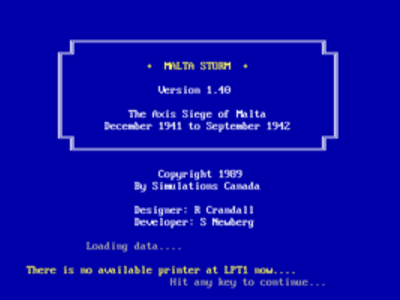 ✦ MALTA STORM ✦
Version 1.40
The Axis Siege of Malta
December 1941 to September 1942
Copyright 1989
By Simulations Canada
Designer: R Crandall
Developer: S Newberg
Loading data....
There is no available printer at LPT1 now....
Hit any key to continue...